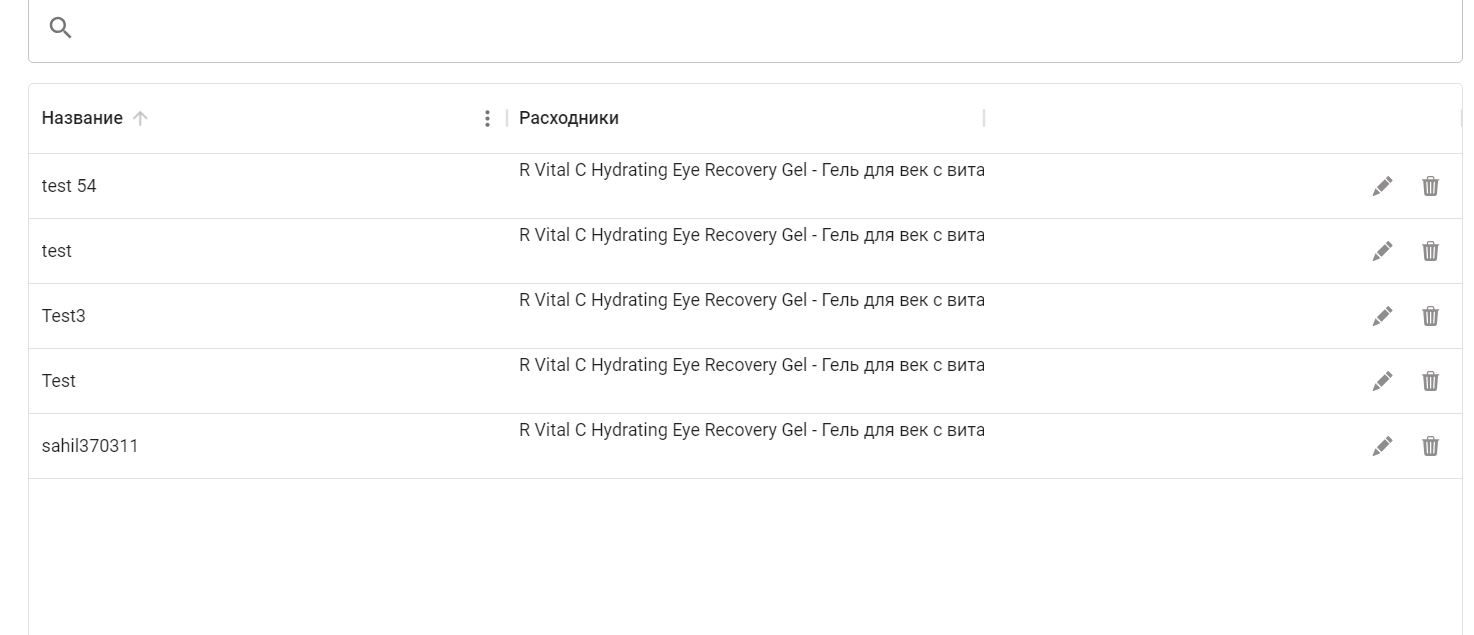 Название Расходники
test 54 R Vital C Hydrating Eye Recovery Gel - Гель для век с вита
test R Vital C Hydrating Eye Recovery Gel - Гель для век с вита
Test3 R Vital C Hydrating Eye Recovery Gel - Гель для век с вита
Test R Vital C Hydrating Eye Recovery Gel - Гель для век с вита
sahil370311 R Vital C Hydrating Eye Recovery Gel - Гель для век с вита